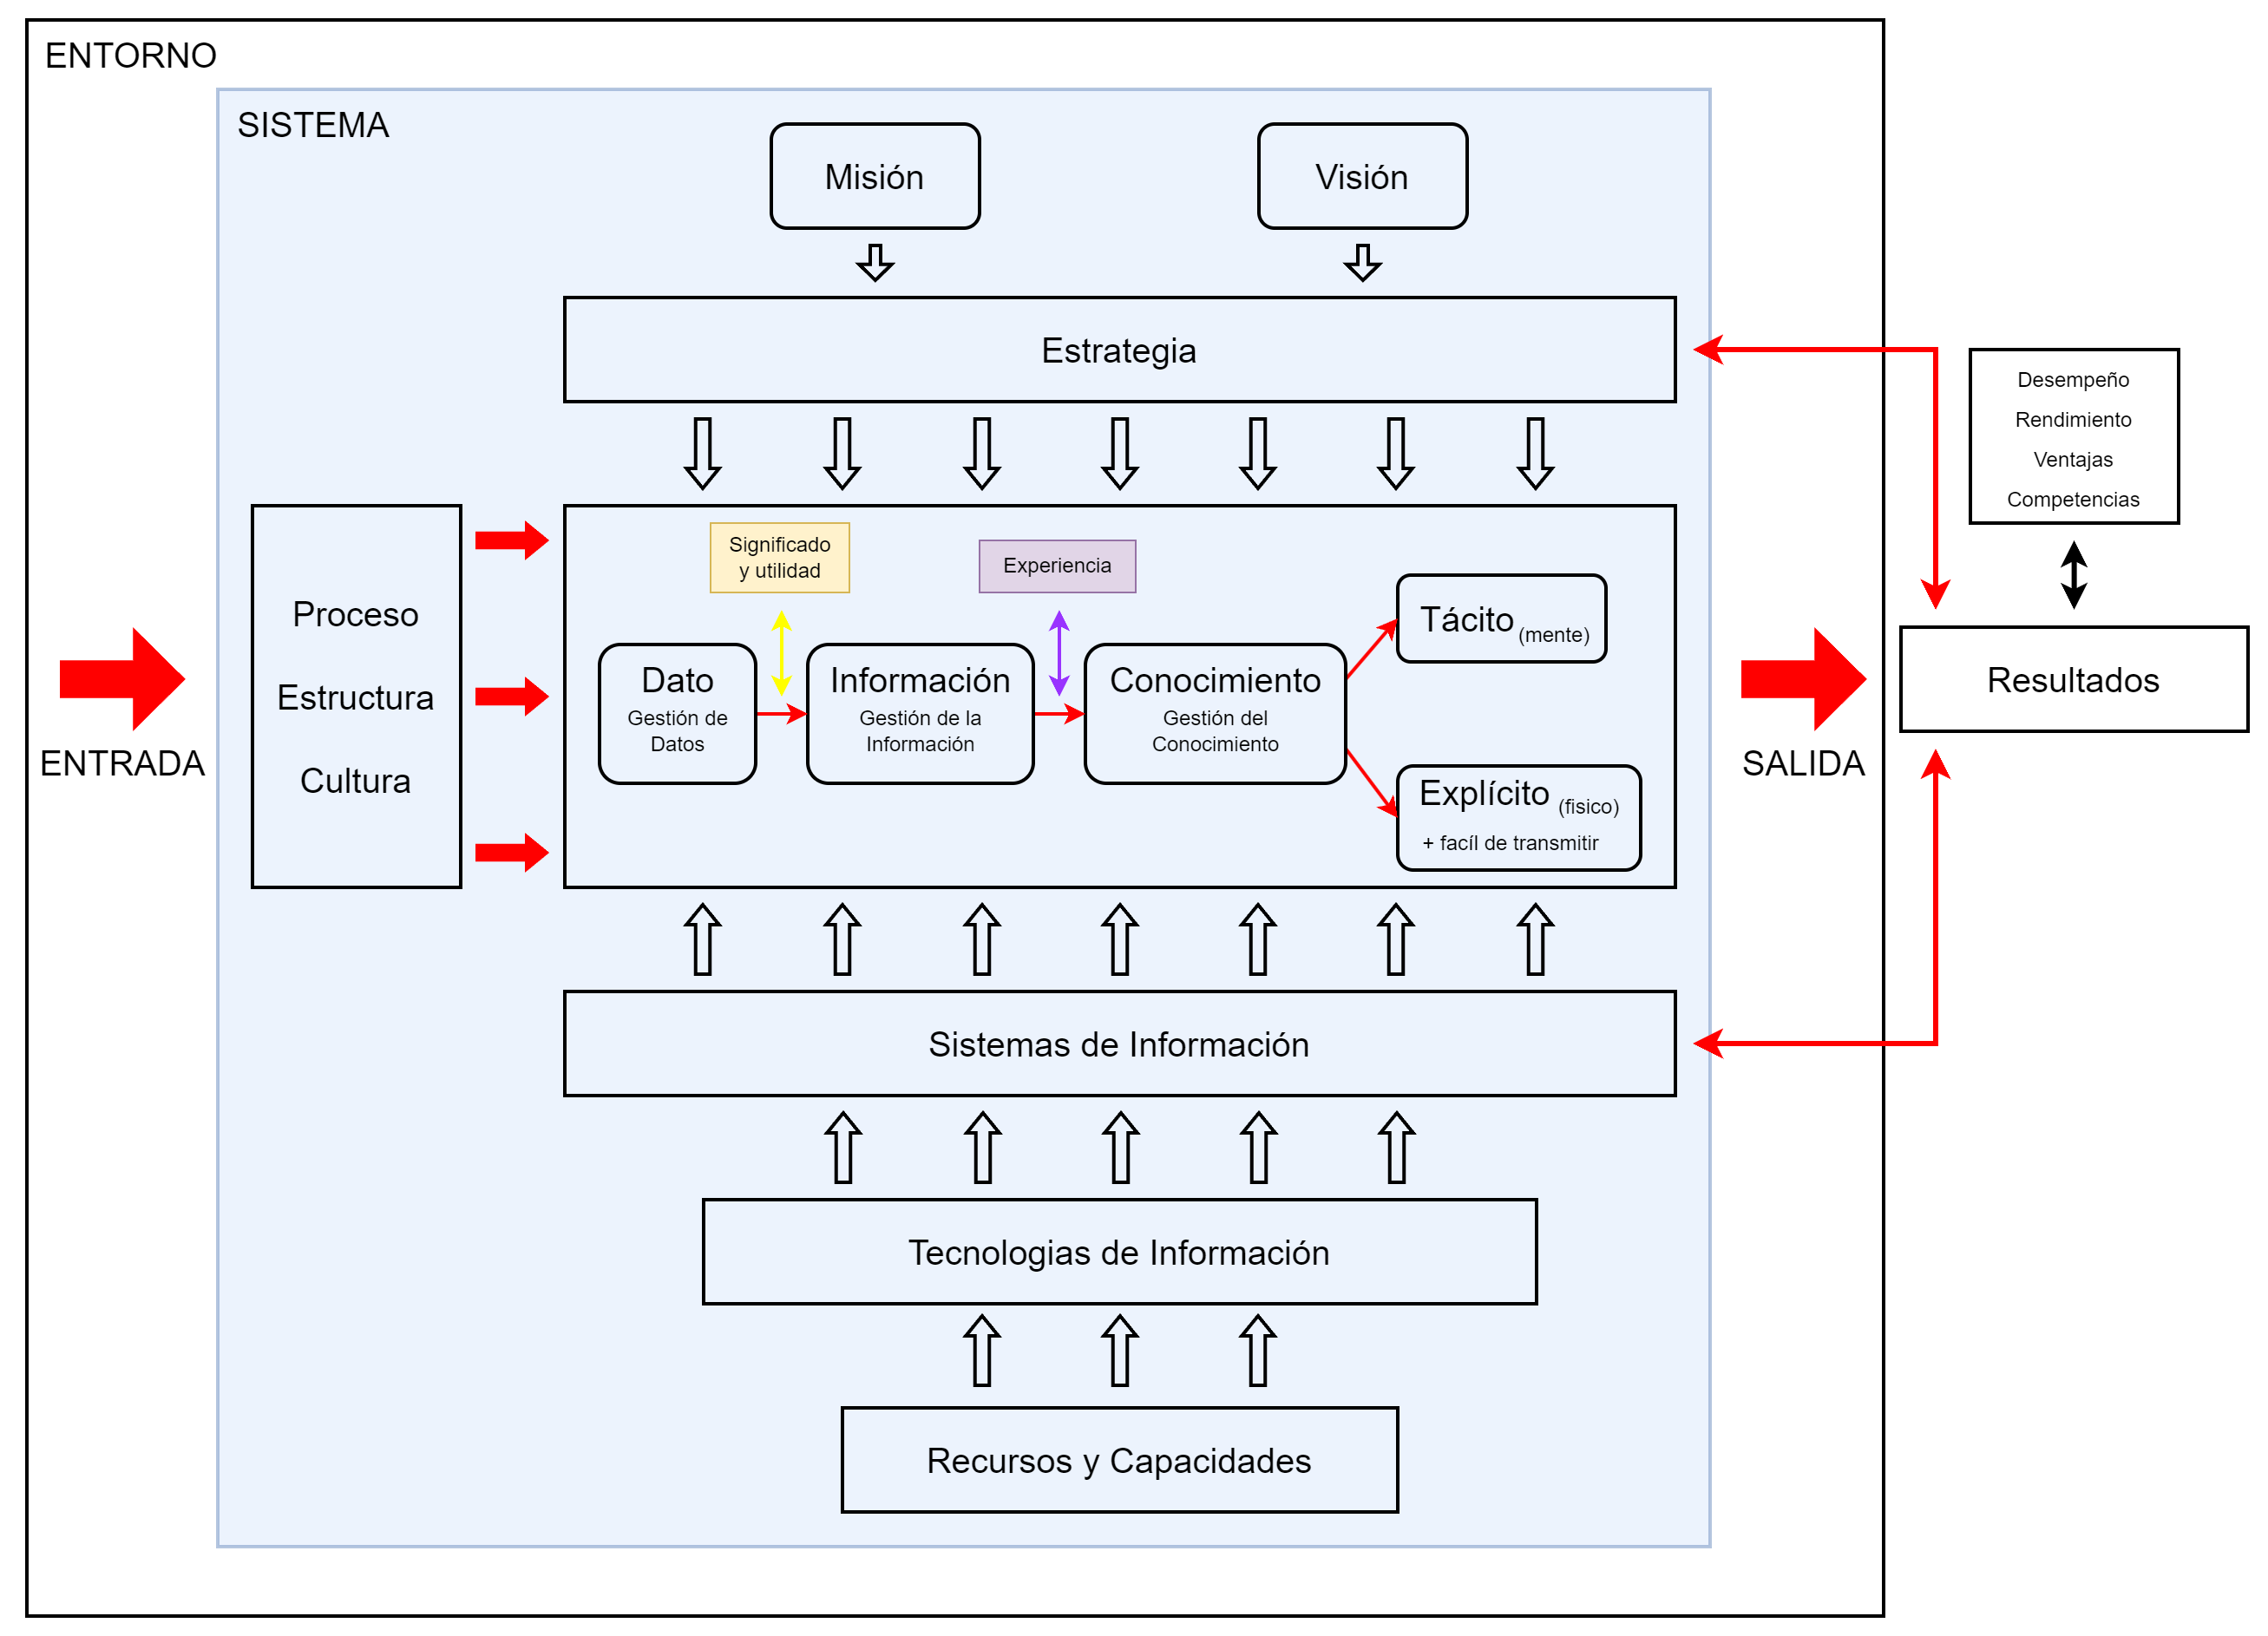 ENTORNO
SISTEMA
Misión
Visión
Estrategia
Desempeño
Rendimiento
Ventajas
Competencias
Proceso
Estructura
Cultura
Significado
y utilidad
Experiencia
Dato
Gestión de
Datos
Información
Gestión de la
Información
Conocimiento
Gestión del
Conocimiento
Tácito (mente)
Explícito (fisico)
+ facíl de transmitir
ENTRADA
SALIDA
Resultados
Sistemas de Información
Tecnologias de Información
Recursos y Capacidades